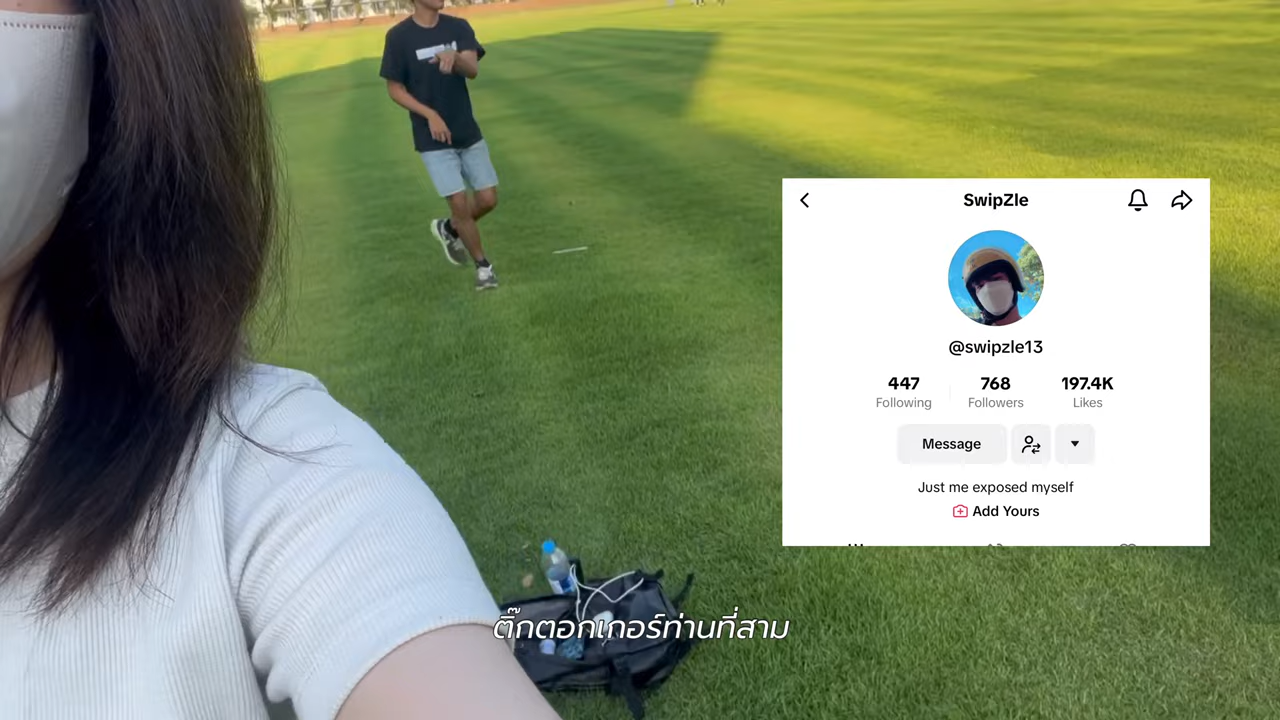 SwipZle
@swipzle13
447
768
197.4K
Following
Followers
Likes
Message
Just me exposed myself
Add Yours
ติ๊กตอกเกอร์ท่านที่สาม